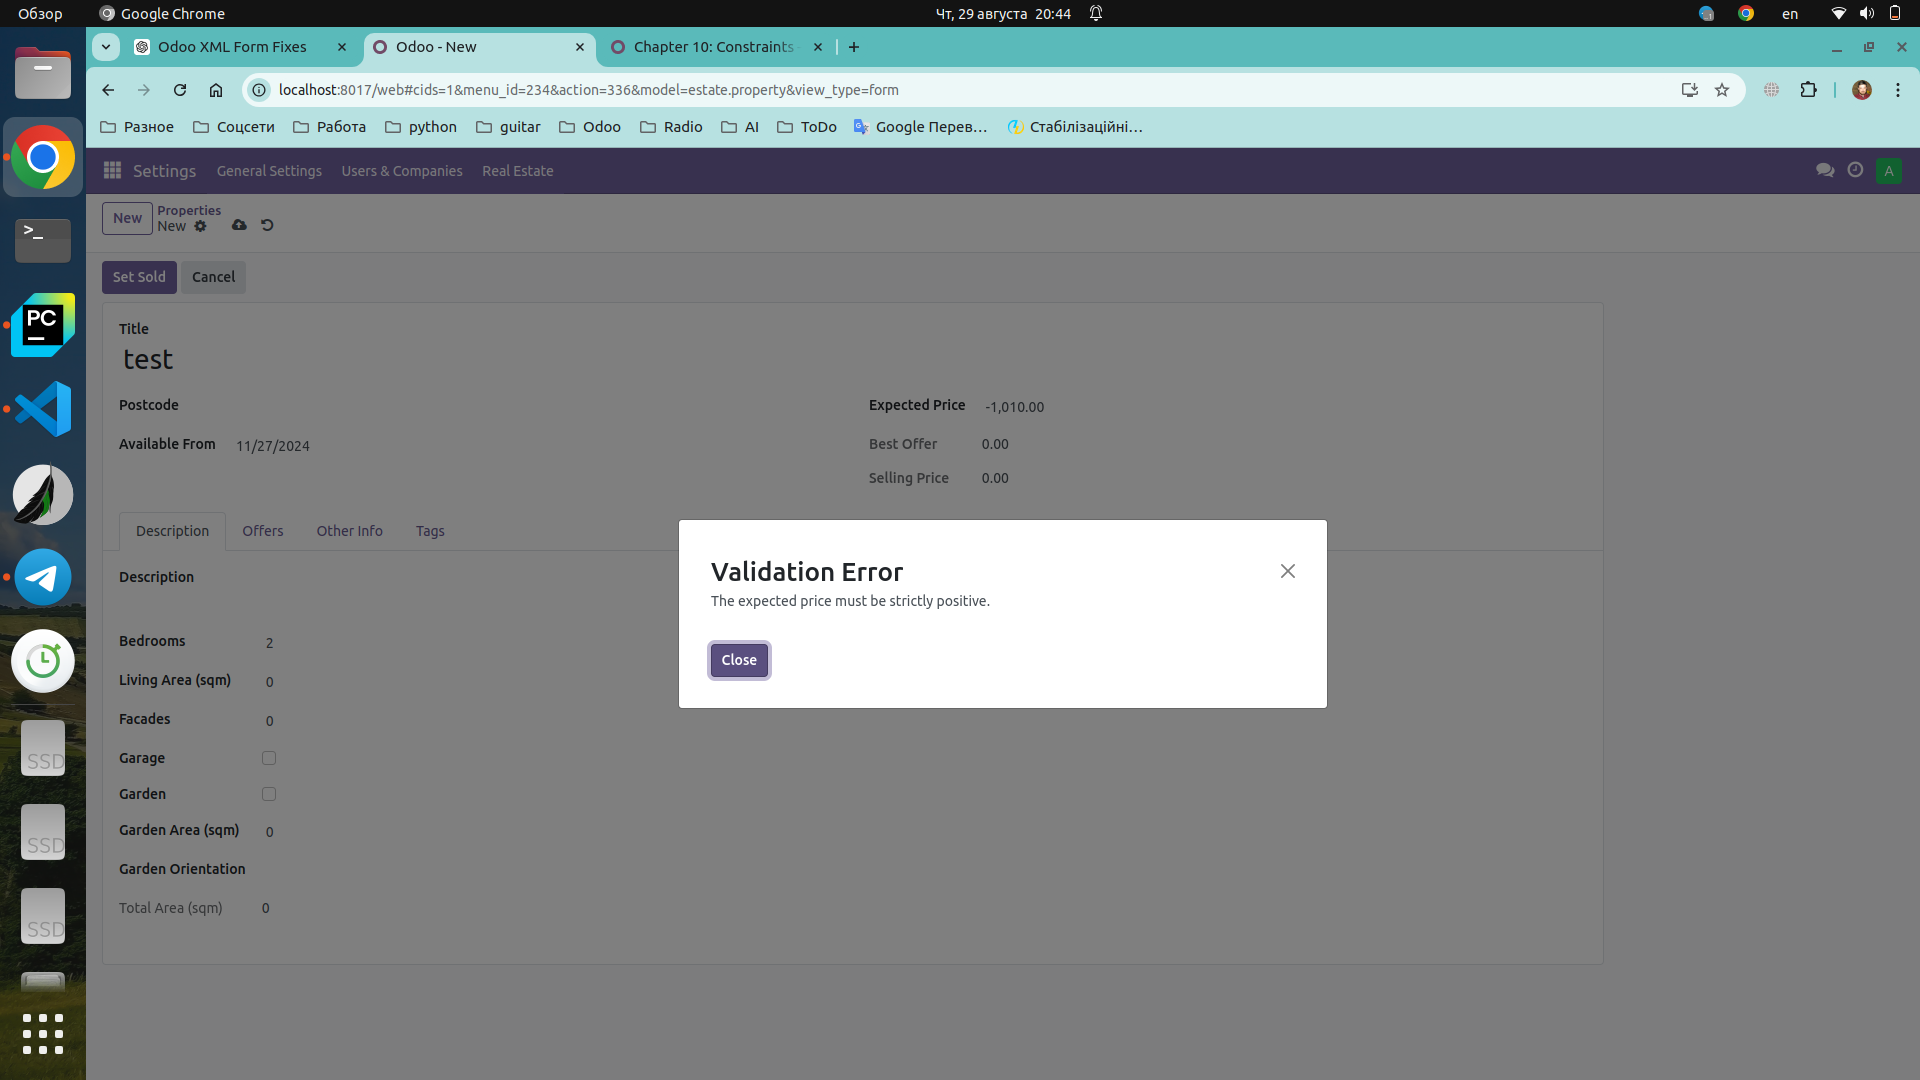 Обзор
Google Chrome
Чт, 29 августа 20:44
en
Odoo XML Form Fixes
Odoo - New
Chapter 10: Constraints
localhost:8017/web#cids=1&menu_id=234&action=336&model=estate.property&view_type=form
Разное
Соцсети
Работа
python
guitar
Odoo
Radio
AI
ToDo
Google Перев...
Стабілізаційні...
Settings
General Settings
Users & Companies
Real Estate
A
New
Properties
New
Set Sold
Cancel
Title
test
Postcode
Expected Price -1,010.00
Available From 11/27/2024
Best Offer 0.00
Selling Price 0.00
Description
Offers
Other Info
Tags
Description
Validation Error
The expected price must be strictly positive.
Close
Bedrooms 2
Living Area (sqm) 0
Facades 0
Garage
Garden
Garden Area (sqm) 0
Garden Orientation
Total Area (sqm) 0
>_
PC
SSD
SSD
SSD